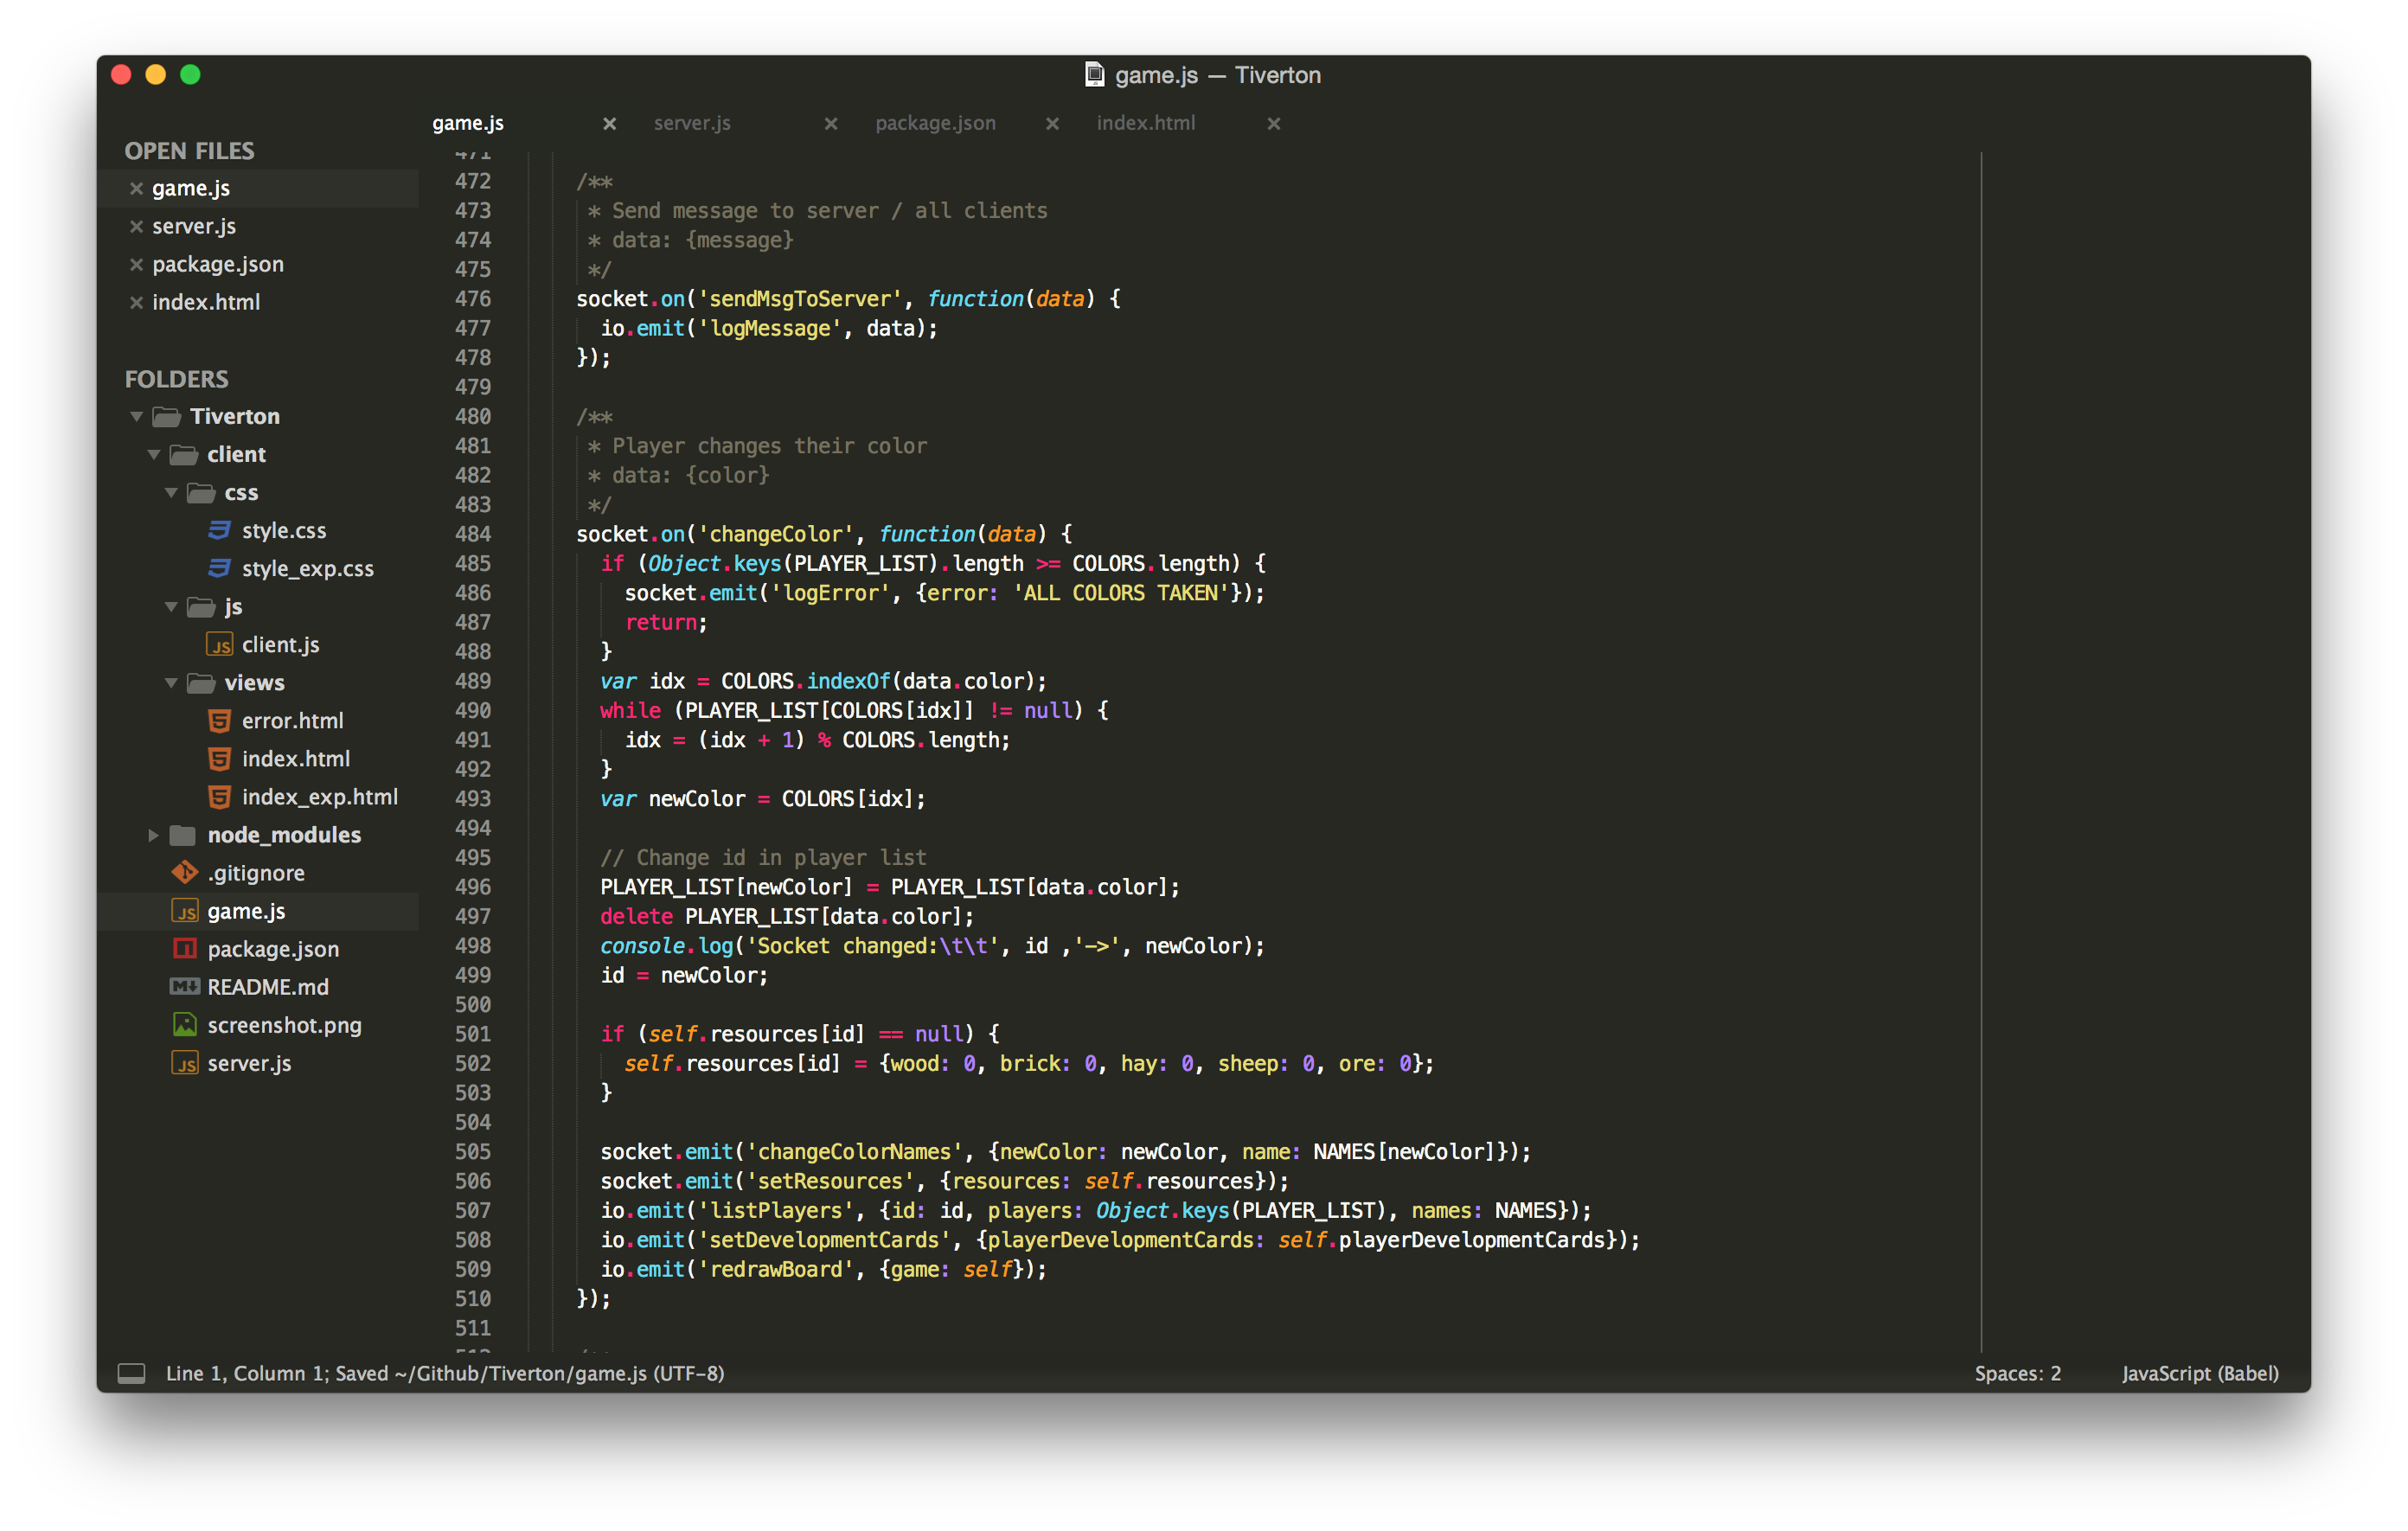 game.js — Tiverton
game.js
server.js
package.json
index.html
OPEN FILES
game.js
server.js
package.json
index.html
FOLDERS
Tiverton
client
css
style.css
style_exp.css
js
client.js
views
error.html
index.html
index_exp.html
node_modules
.gitignore
game.js
package.json
README.md
screenshot.png
server.js
471
472 /**
473 * Send message to server / all clients
474 * data: {message}
475 */
476 socket.on('sendMsgToServer', function(data) {
477 io.emit('logMessage', data);
478 });
479
480 /**
481 * Player changes their color
482 * data: {color}
483 */
484 socket.on('changeColor', function(data) {
485 if (Object.keys(PLAYER_LIST).length >= COLORS.length) {
486 socket.emit('logError', {error: 'ALL COLORS TAKEN'});
487 return;
488 }
489 var idx = COLORS.indexOf(data.color);
490 while (PLAYER_LIST[COLORS[idx]] != null) {
491 idx = (idx + 1) % COLORS.length;
492 }
493 var newColor = COLORS[idx];
494
495 // Change id in player list
496 PLAYER_LIST[newColor] = PLAYER_LIST[data.color];
497 delete PLAYER_LIST[data.color];
498 console.log('Socket changed:\t\t', id ,'->', newColor);
499 id = newColor;
500
501 if (self.resources[id] == null) {
502 self.resources[id] = {wood: 0, brick: 0, hay: 0, sheep: 0, ore: 0};
503 }
504
505 socket.emit('changeColorNames', {newColor: newColor, name: NAMES[newColor]});
506 socket.emit('setResources', {resources: self.resources});
507 io.emit('listPlayers', {id: id, players: Object.keys(PLAYER_LIST), names: NAMES});
508 io.emit('setDevelopmentCards', {playerDevelopmentCards: self.playerDevelopmentCards});
509 io.emit('redrawBoard', {game: self});
510 });
511
Line 1, Column 1; Saved ~/Github/Tiverton/game.js (UTF-8)
Spaces: 2
JavaScript (Babel)